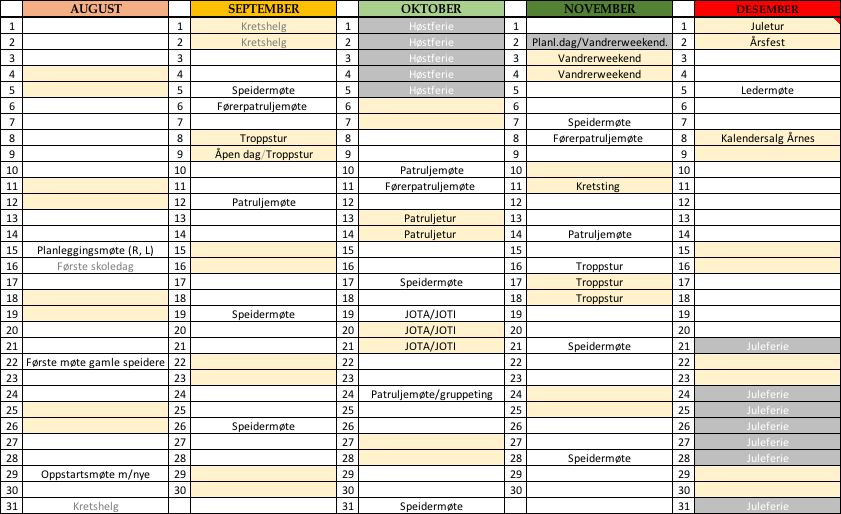 AUGUST SEPTEMBER OKTOBER NOVEMBER DESEMBER
1 1 Kretshelg 1 Høstferie 1 1 Juletur
2 2 Kretshelg 2 Høstferie 2 Planl.dag/Vandrerweekend. 2 Årsfest
3 3 3 Høstferie 3 Vandrerweekend 3
4 4 4 Høstferie 4 Vandrerweekend 4
5 5 Speidermøte 5 Høstferie 5 5 Ledermøte
6 6 Førerpatruljemøte 6 6 6
7 7 7 7 Speidermøte 7
8 8 Troppstur 8 8 Førerpatruljemøte 8 Kalendersalg Årnes
9 9 Åpen dag/Troppstur 9 9 9
10 10 10 Patruljemøte 10 10
11 11 11 Førerpatruljemøte 11 Kretsting 11
12 12 Patruljemøte 12 12 12
13 13 13 Patruljetur 13 13
14 14 14 Patruljetur 14 Patruljemøte 14
15 Planleggingsmøte (R, L) 15 15 15 15
16 Første skoledag 16 16 16 Troppstur 16
17 17 17 Speidermøte 17 Troppstur 17
18 18 18 18 Troppstur 18
19 19 Speidermøte 19 JOTA/JOTI 19 19
20 20 20 JOTA/JOTI 20 20
21 21 21 JOTA/JOTI 21 Speidermøte 21 Juleferie
22 Første møte gamle speidere 22 22 22 22
23 23 23 23 23
24 24 24 Patruljemøte/gruppeting 24 24 Juleferie
25 25 25 25 25 Juleferie
26 26 Speidermøte 26 26 26 Juleferie
27 27 27 27 27 Juleferie
28 28 28 28 Speidermøte 28 Juleferie
29 Oppstartsmøte m/nye 29 29 29 29
30 30 30 30 30
31 Kretshelg 31 Speidermøte 31 Juleferie